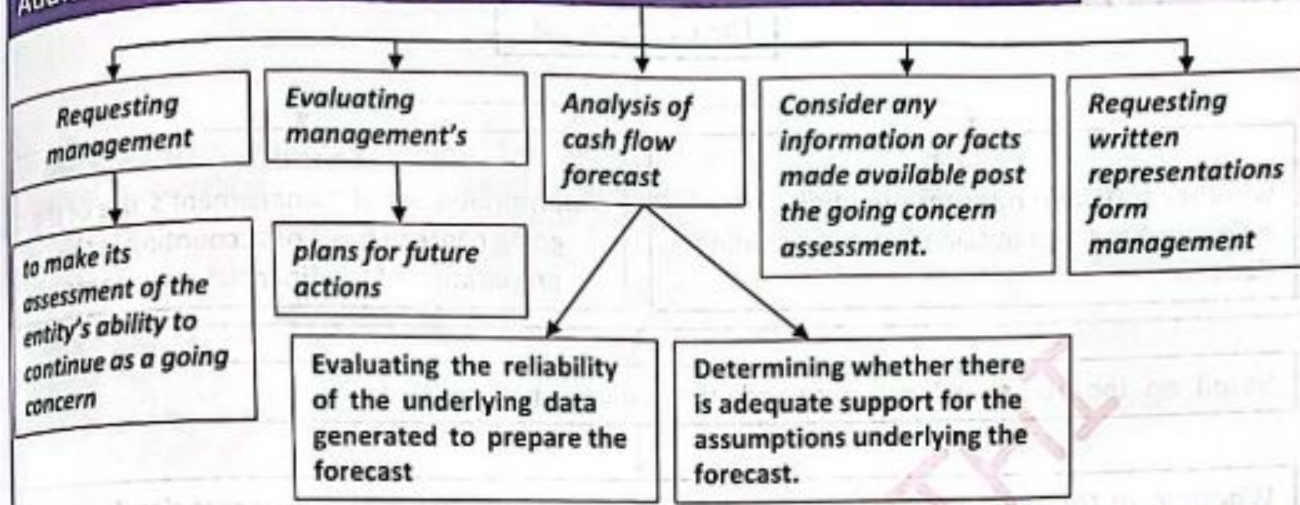 Requesting
management
to make its
assessment of the
entity's ability to
continue as a going
concern
Evaluating
management's
plans for future
actions
Analysis of
cash flow
forecast
Evaluating the reliability
of the underlying data
generated to prepare the
forecast
Determining whether there
is adequate support for the
assumptions underlying the
forecast.
Consider any
information or facts
made available post
the going concern
assessment.
Requesting
written
representations
form
management